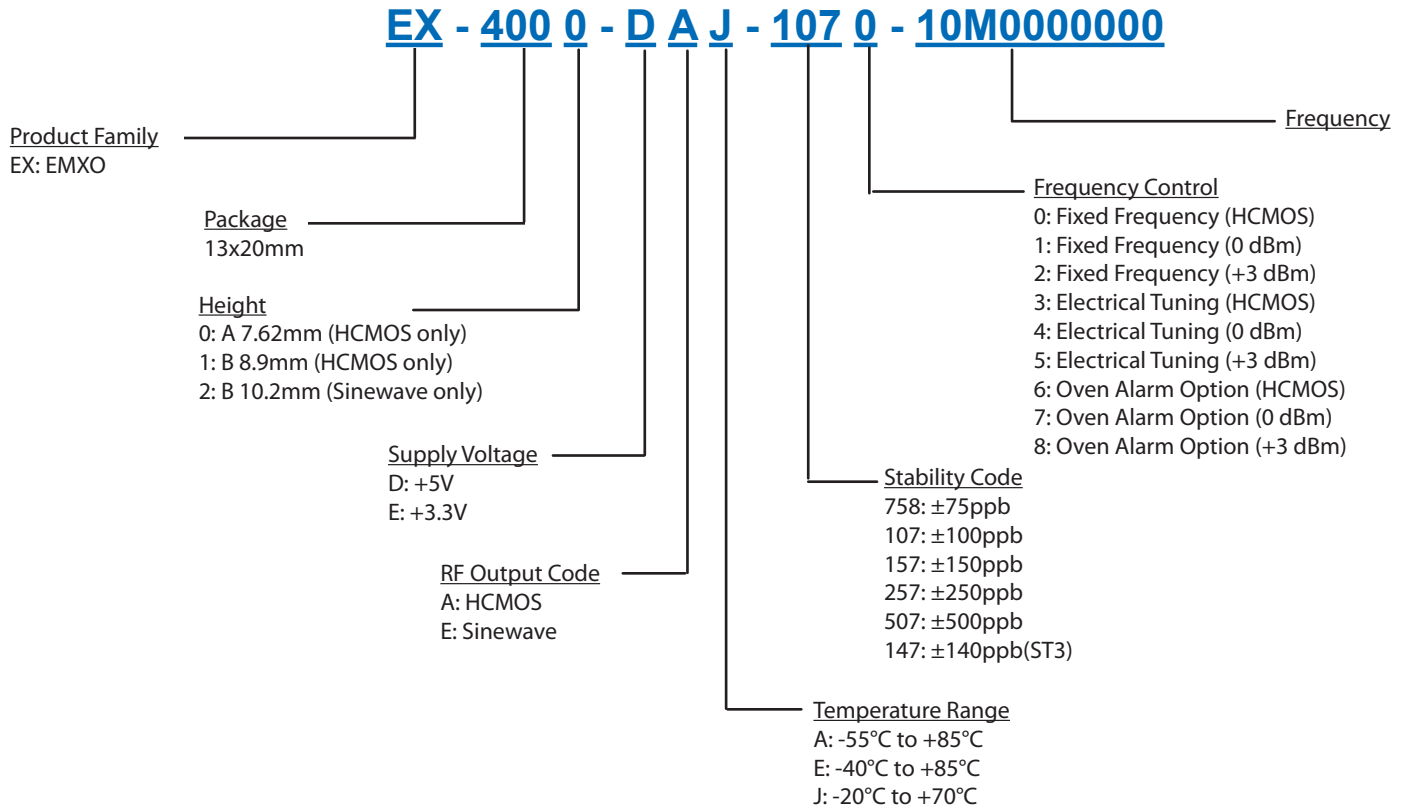 EX - 400 0 - D A J - 107 0 - 10M0000000
Product Family
EX: EMXO
Package
13x20mm
Height
0: A 7.62mm (HCMOS only)
1: B 8.9mm (HCMOS only)
2: B 10.2mm (Sinewave only)
Supply Voltage
D: +5V
E: +3.3V
RF Output Code
A: HCMOS
E: Sinewave
Temperature Range
A: -55°C to +85°C
E: -40°C to +85°C
J: -20°C to +70°C
Stability Code
758: ±75ppb
107: ±100ppb
157: ±150ppb
257: ±250ppb
507: ±500ppb
147: ±140ppb(ST3)
Frequency Control
0: Fixed Frequency (HCMOS)
1: Fixed Frequency (0 dBm)
2: Fixed Frequency (+3 dBm)
3: Electrical Tuning (HCMOS)
4: Electrical Tuning (0 dBm)
5: Electrical Tuning (+3 dBm)
6: Oven Alarm Option (HCMOS)
7: Oven Alarm Option (0 dBm)
8: Oven Alarm Option (+3 dBm)
Frequency